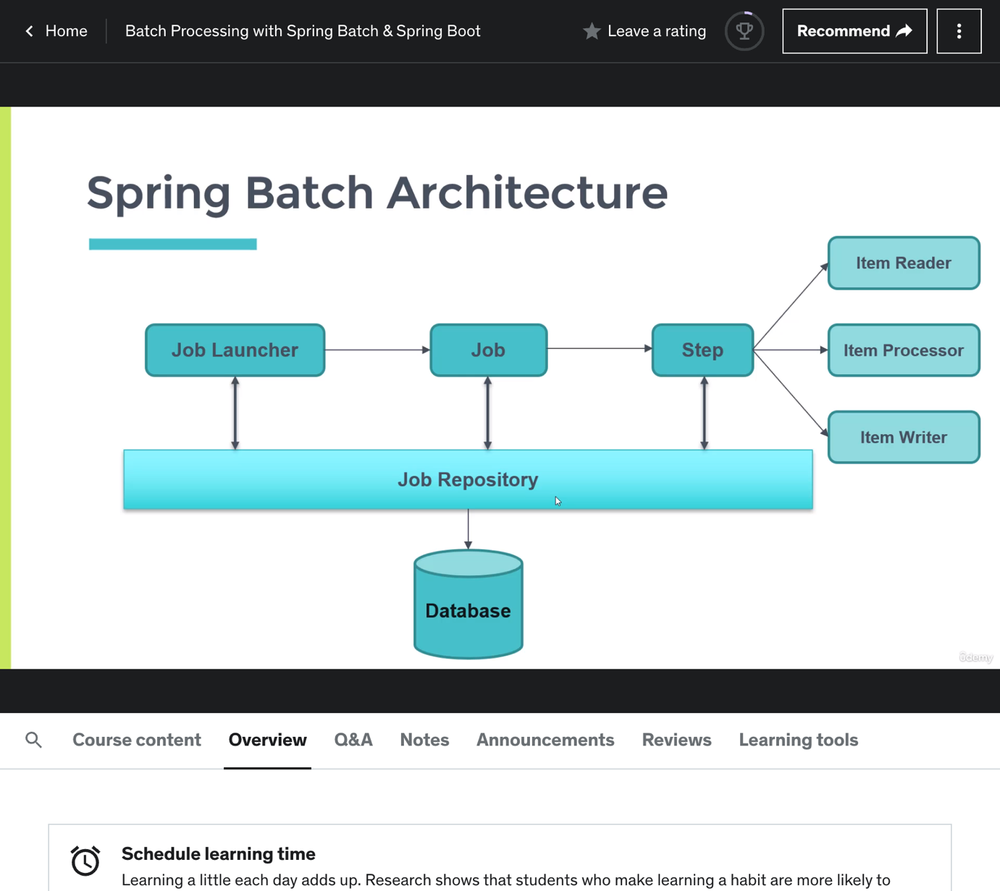 Home
Batch Processing with Spring Batch & Spring Boot
Leave a rating
Recommend
Spring Batch Architecture
Item Reader
Job Launcher
Job
Step
Item Processor
Item Writer
Job Repository
Database
ûdemy
Course content
Overview
Q&A
Notes
Announcements
Reviews
Learning tools
Schedule learning time
Learning a little each day adds up. Research shows that students who make learning a habit are more likely to